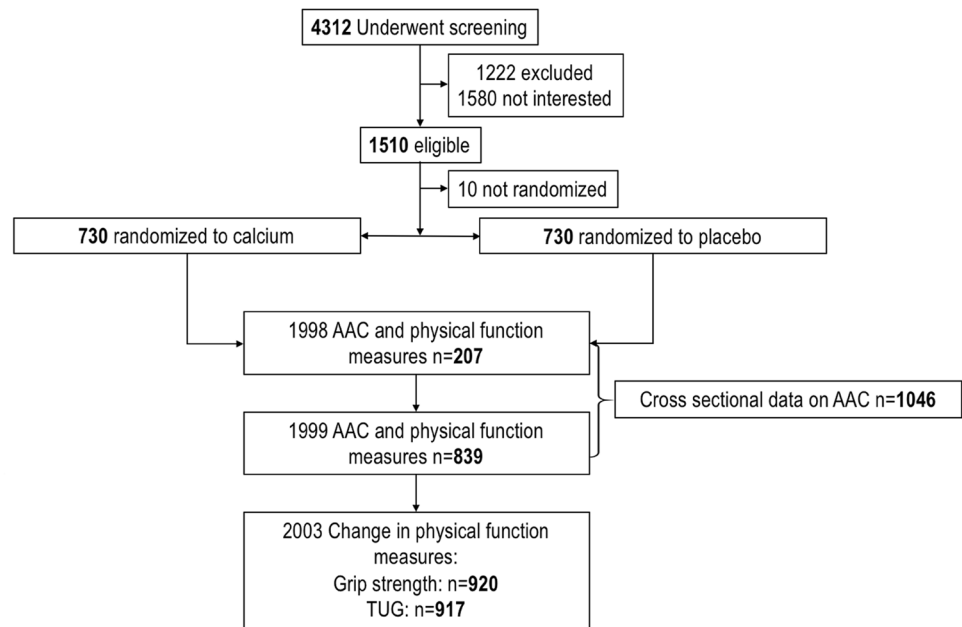 4312 Underwent screening
1222 excluded
1580 not interested
1510 eligible
10 not randomized
730 randomized to calcium
730 randomized to placebo
1998 AAC and physical function
measures n=207
Cross sectional data on AAC n=1046
1999 AAC and physical function
measures n=839
2003 Change in physical function
measures:
Grip strength: n=920
TUG: n=917